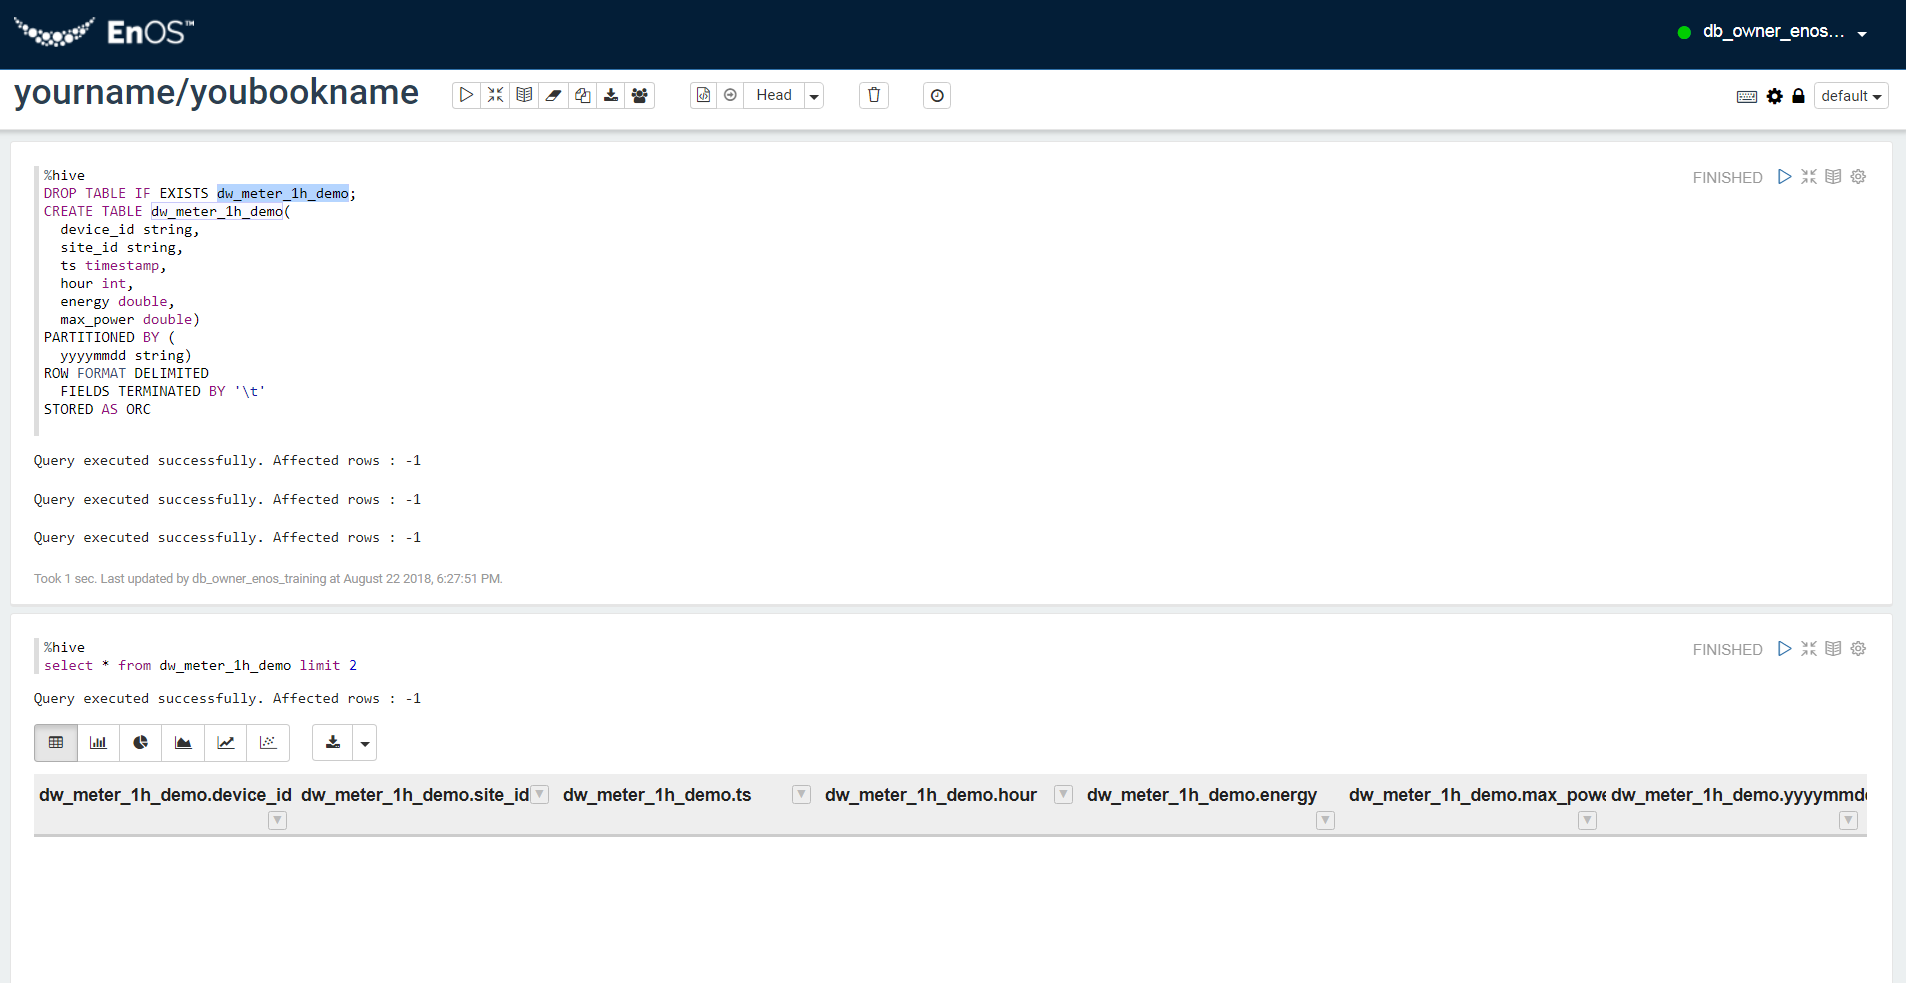 EnOS™
db_owner_enos...
yourname/youbookname
Head
default
%hive
DROP TABLE IF EXISTS dw_meter_1h_demo;
CREATE TABLE dw_meter_1h_demo(
device_id string,
site_id string,
ts timestamp,
hour int,
energy double,
max_power double)
PARTITIONED BY (
yyyymmdd string)
ROW FORMAT DELIMITED
FIELDS TERMINATED BY '\t'
STORED AS ORC
FINISHED
Query executed successfully. Affected rows : -1
Query executed successfully. Affected rows : -1
Query executed successfully. Affected rows : -1
Took 1 sec. Last updated by db_owner_enos_training at August 22 2018, 6:27:51 PM.
%hive
select * from dw_meter_1h_demo limit 2
FINISHED
Query executed successfully. Affected rows : -1
dw_meter_1h_demo.device_id dw_meter_1h_demo.site_id dw_meter_1h_demo.ts dw_meter_1h_demo.hour dw_meter_1h_demo.energy dw_meter_1h_demo.max_powe dw_meter_1h_demo.yyyymmd